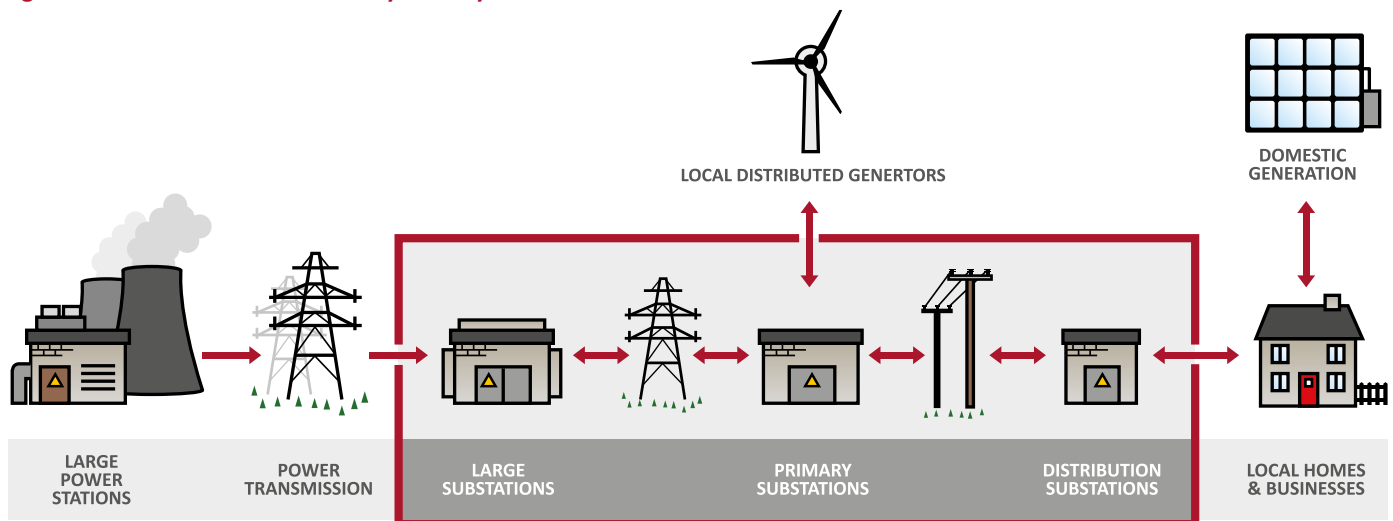 LOCAL DISTRIBUTED GENERTORS
DOMESTIC
GENERATION
LARGE
POWER
STATIONS
POWER
TRANSMISSION
LARGE
SUBSTATIONS
PRIMARY
SUBSTATIONS
DISTRIBUTION
SUBSTATIONS
LOCAL HOMES
& BUSINESSES